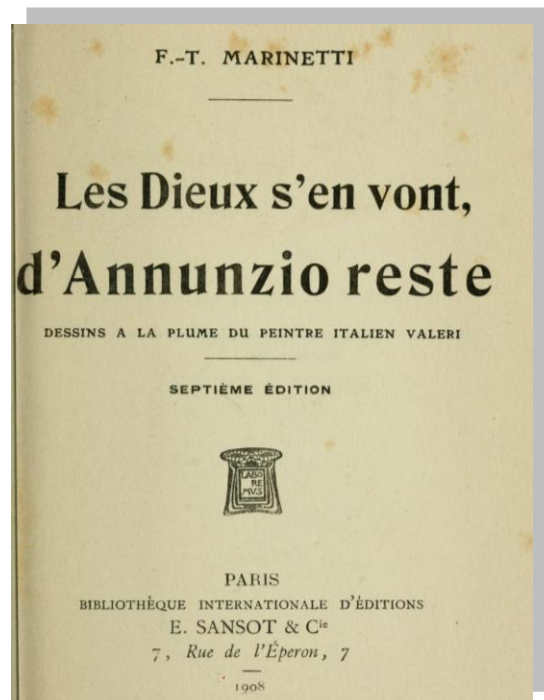 F.-T. MARINETTI
Les Dieux s'en vont,
d'Annunzio reste
DESSINS A LA PLUME DU PEINTRE ITALIEN VALERI
SEPTIÈME ÉDITION
LABO
RE
MVS
PARIS
BIBLIOTHÈQUE INTERNATIONALE D'ÉDITIONS
E. SANSOT & Cie
7, Rue de l'Éperon, 7
1908